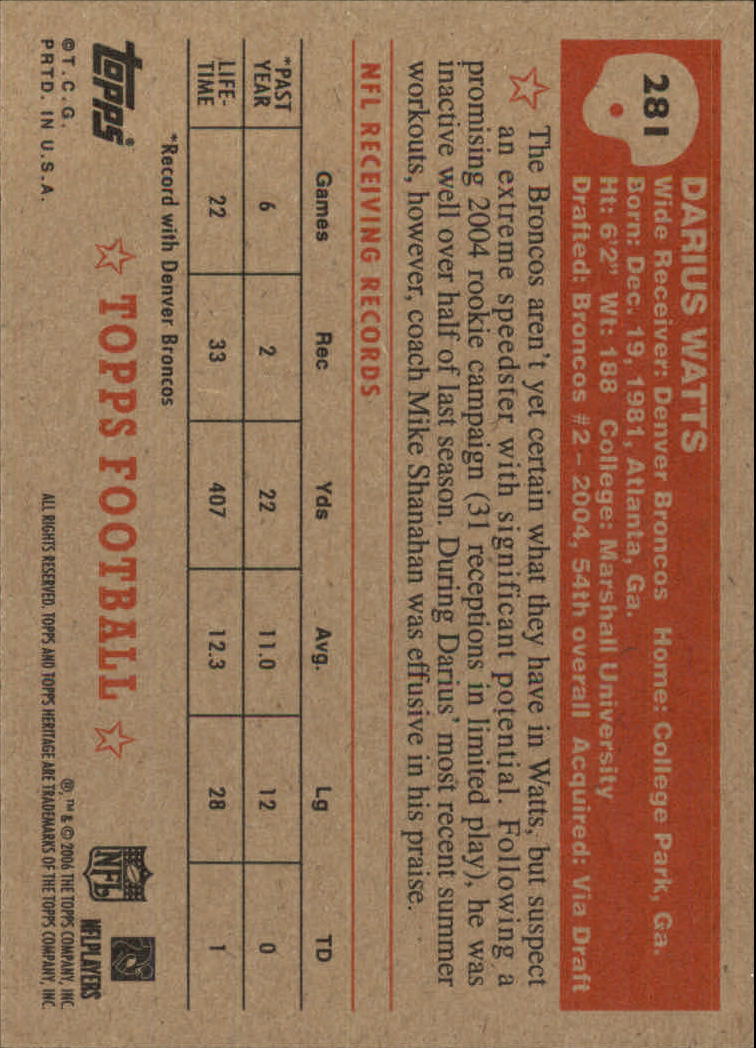 281
DARIUS WATTS
Wide Receiver: Denver Broncos Home: College Park, Ga.
Born: Dec. 19, 1981, Atlanta, Ga.
Ht: 6'2" Wt: 188 College: Marshall University
Drafted: Broncos #2 – 2004, 54th overall Acquired: Via Draft
The Broncos aren't yet certain what they have in Watts, but suspect
an extreme speedster with significant potential. Following a
promising 2004 rookie campaign (31 receptions in limited play), he was
inactive well over half of last season. During Darius' most recent summer
workouts, however, coach Mike Shanahan was effusive in his praise.
NFL RECEIVING RECORDS
Games Rec Yds Avg. Lg TD
*PAST
YEAR 6 2 22 11.0 12 0
LIFE-
TIME 22 33 407 12.3 28 1
*Record with Denver Broncos
topps®
TOPPS FOOTBALL
NFL
NFLPLAYERS
©T.C.G.
PRTD. IN U.S.A.
®, ™ & © 2006 THE TOPPS COMPANY, INC.
ALL RIGHTS RESERVED. TOPPS AND TOPPS HERITAGE ARE TRADEMARKS OF THE TOPPS COMPANY, INC.